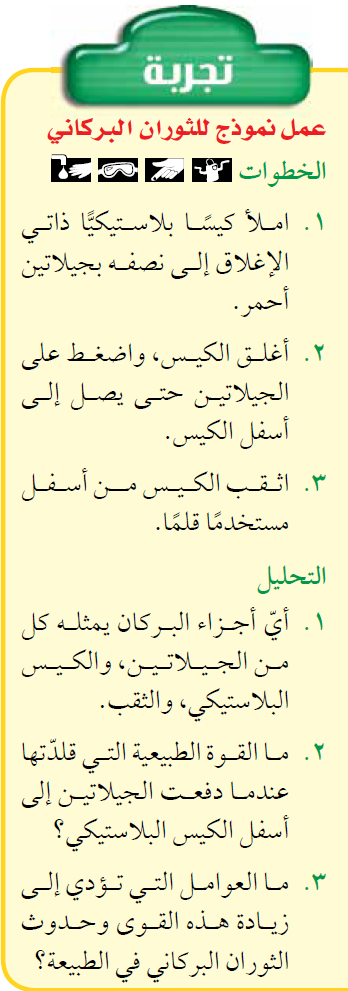 تجربة
عمل نموذج للثوران البركاني
الخطوات
١. املأ كيسًا بلاستيكيًّا ذاتي
الإغلاق إلى نصفه بجيلاتين
أحمر.
٢. أغلق الكيس، واضغط على
الجيلاتين حتى يصل إلى
أسفل الكيس.
٣. اثقب الكيس من أسفل
مستخدمًا قلمًا.
التحليل
١. أيّ أجزاء البركان يمثله كل
من الجيلاتين، والكيس
البلاستيكي، والثقب.
٢. ما القوة الطبيعية التي قلدّتها
عندما دفعت الجيلاتين إلى
أسفل الكيس البلاستيكي؟
٣. ما العوامل التي تؤدي إلى
زيادة هذه القوى وحدوث
الثوران البركاني في الطبيعة؟